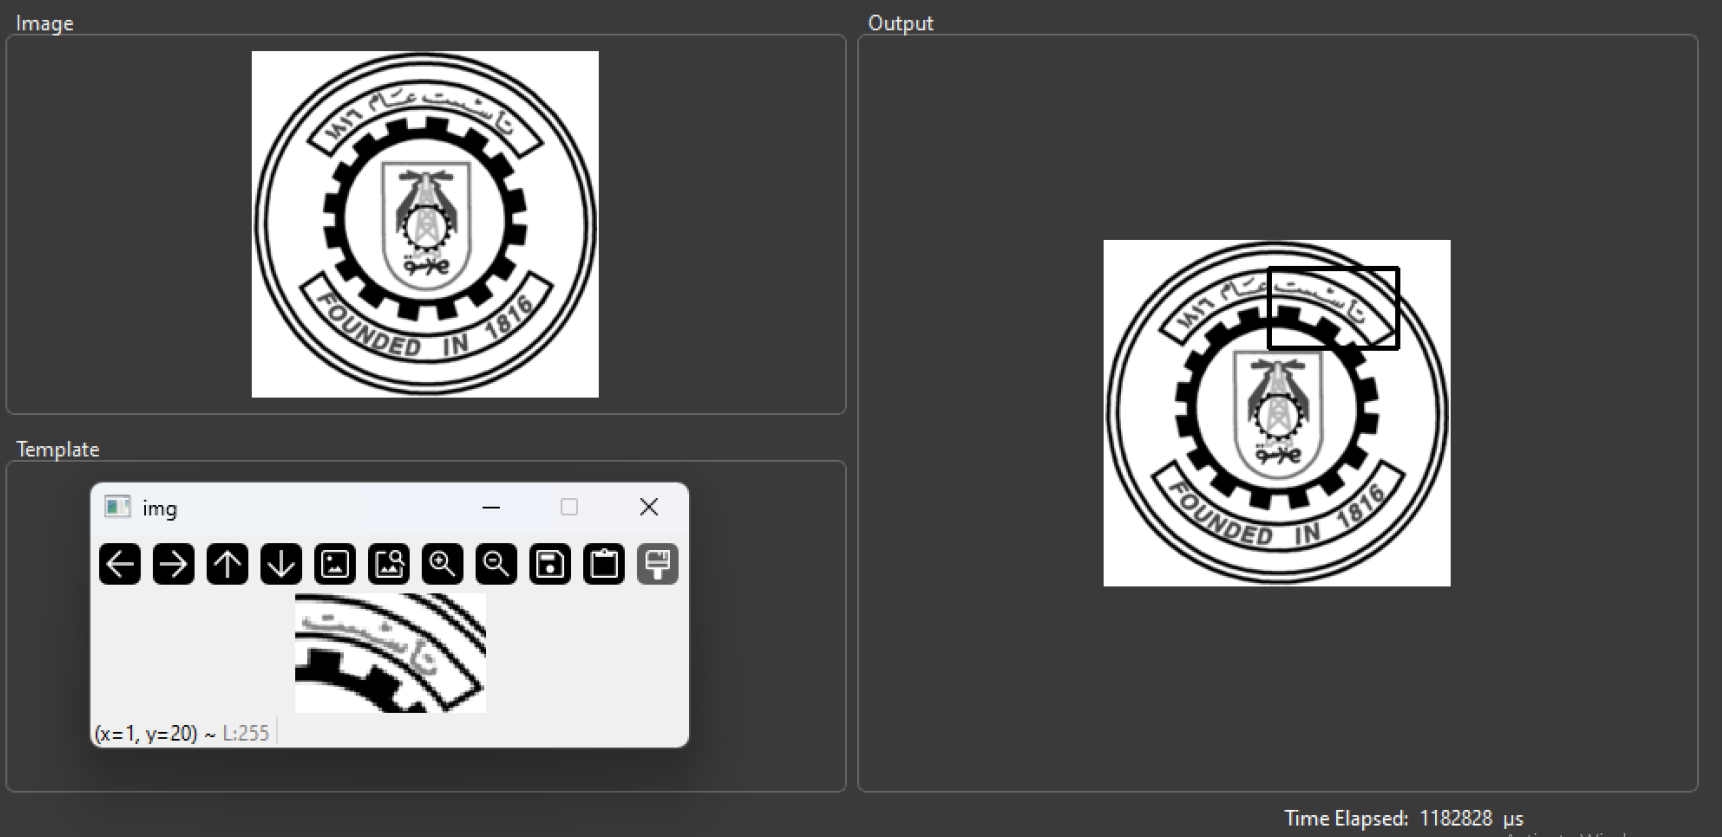 Image
تأسست عام ١٨١٦
FOUNDED IN 1816
Output
تأسست عام ١٨١٦
FOUNDED IN 1816
Template
img
تأسست
(x=1, y=20) ~ L:255
Time Elapsed: 1182828 µs